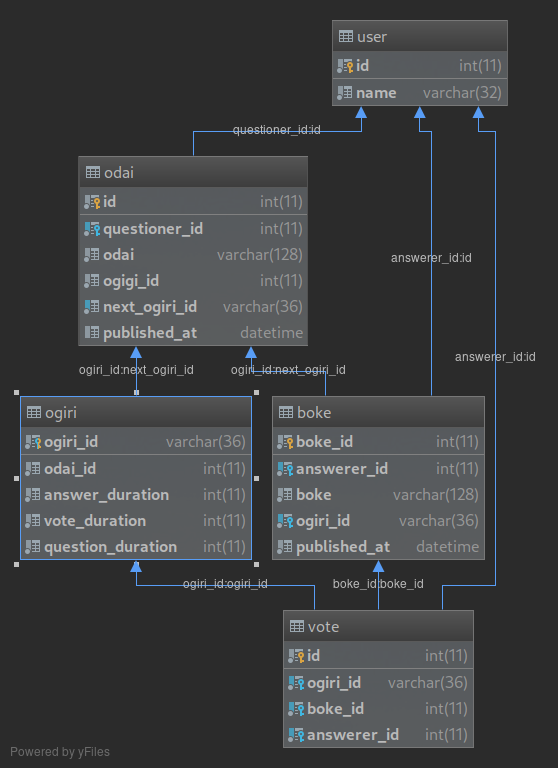 user
id int(11)
name varchar(32)
questioner_id:id
odai
id int(11)
questioner_id int(11)
odai varchar(128)
ogigi_id int(11)
next_ogiri_id varchar(36)
published_at datetime
answerer_id:id
answerer_id:id
ogiri_id:next_ogiri_id
ogiri_id:next_ogiri_id
ogiri
ogiri_id varchar(36)
odai_id int(11)
answer_duration int(11)
vote_duration int(11)
question_duration int(11)
boke
boke_id int(11)
answerer_id int(11)
boke varchar(128)
ogiri_id varchar(36)
published_at datetime
ogiri_id:ogiri_id
boke_id:boke_id
vote
id int(11)
ogiri_id varchar(36)
boke_id int(11)
answerer_id int(11)
Powered by yFiles